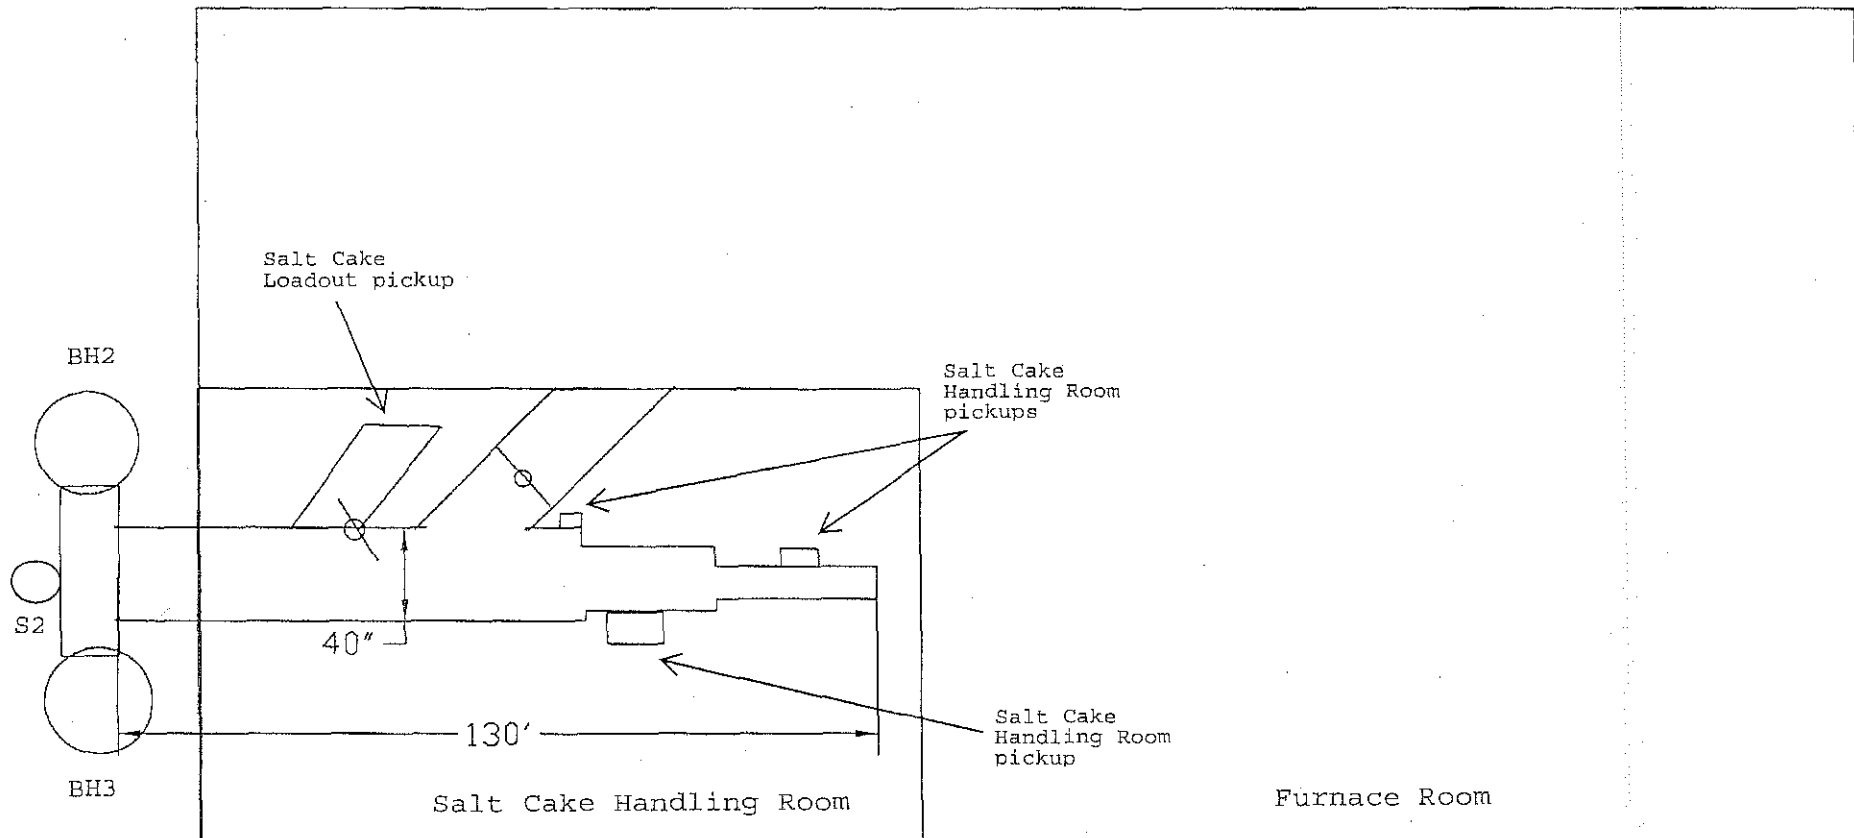 Salt Cake
Loadout pickup
BH2
Salt Cake
Handling Room
pickups
S2
40"
130'
Salt Cake
Handling Room
pickup
BH3
Salt Cake Handling Room
Furnace Room